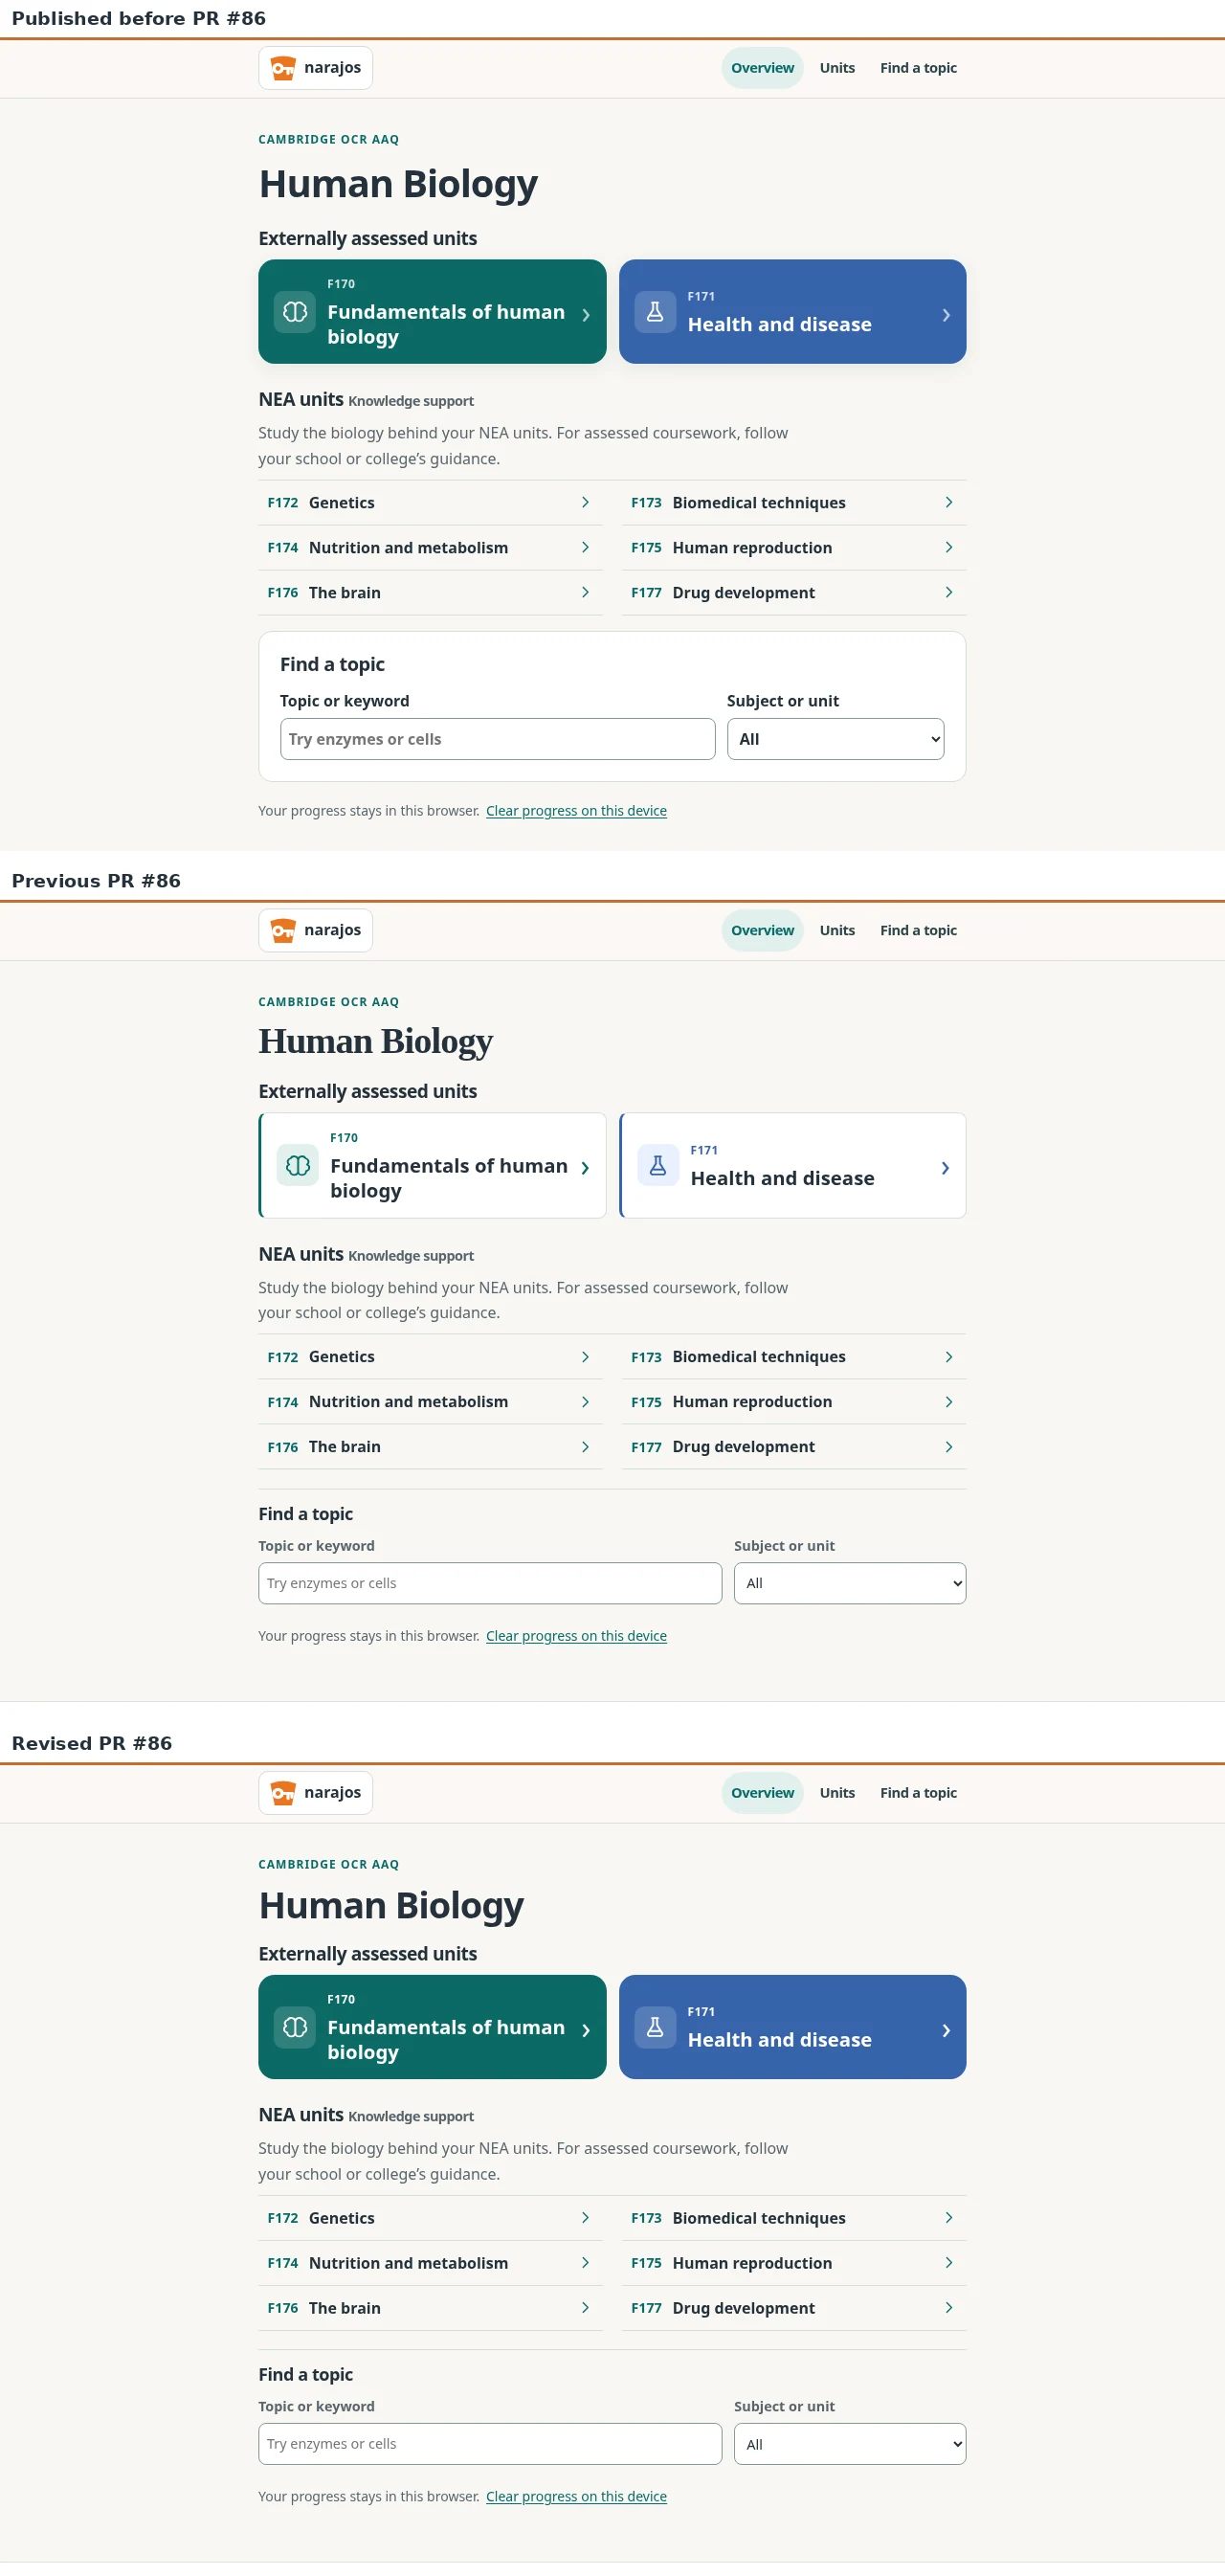 Published before PR #86
narajos
Overview Units Find a topic
CAMBRIDGE OCR AAQ
Human Biology
Externally assessed units
F170
Fundamentals of human
biology
F171
Health and disease
NEA units Knowledge support
Study the biology behind your NEA units. For assessed coursework, follow
your school or college’s guidance.
F172 Genetics
F173 Biomedical techniques
F174 Nutrition and metabolism
F175 Human reproduction
F176 The brain
F177 Drug development
Find a topic
Topic or keyword
Subject or unit
Try enzymes or cells
All
Your progress stays in this browser. Clear progress on this device
Previous PR #86
narajos
Overview Units Find a topic
CAMBRIDGE OCR AAQ
Human Biology
Externally assessed units
F170
Fundamentals of human
biology
F171
Health and disease
NEA units Knowledge support
Study the biology behind your NEA units. For assessed coursework, follow
your school or college’s guidance.
F172 Genetics
F173 Biomedical techniques
F174 Nutrition and metabolism
F175 Human reproduction
F176 The brain
F177 Drug development
Find a topic
Topic or keyword
Subject or unit
Try enzymes or cells
All
Your progress stays in this browser. Clear progress on this device
Revised PR #86
narajos
Overview Units Find a topic
CAMBRIDGE OCR AAQ
Human Biology
Externally assessed units
F170
Fundamentals of human
biology
F171
Health and disease
NEA units Knowledge support
Study the biology behind your NEA units. For assessed coursework, follow
your school or college’s guidance.
F172 Genetics
F173 Biomedical techniques
F174 Nutrition and metabolism
F175 Human reproduction
F176 The brain
F177 Drug development
Find a topic
Topic or keyword
Subject or unit
Try enzymes or cells
All
Your progress stays in this browser. Clear progress on this device